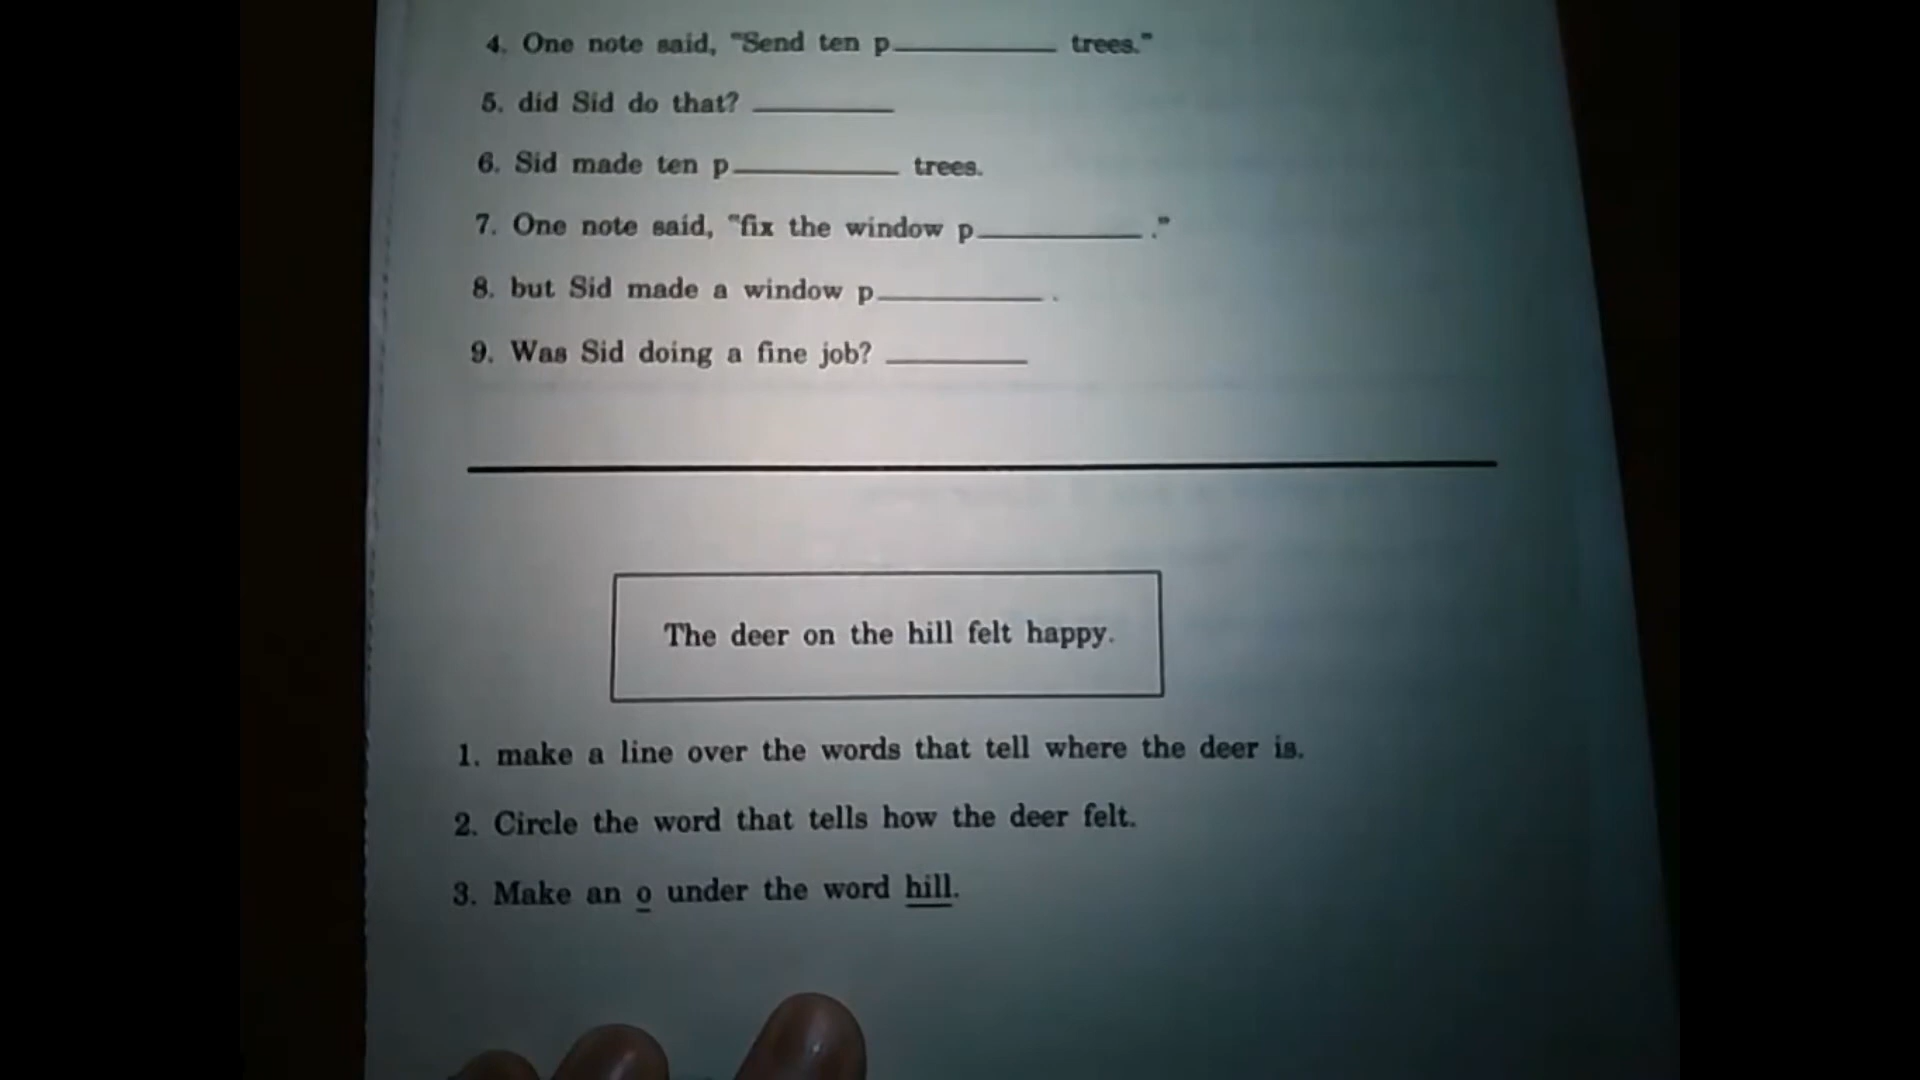 4. One note said, "Send ten p__________ trees."
5. did Sid do that? __________
6. Sid made ten p__________ trees.
7. One note said, "fix the window p__________."
8. but Sid made a window p__________.
9. Was Sid doing a fine job? __________
The deer on the hill felt happy.
1. make a line over the words that tell where the deer is.
2. Circle the word that tells how the deer felt.
3. Make an o under the word hill.